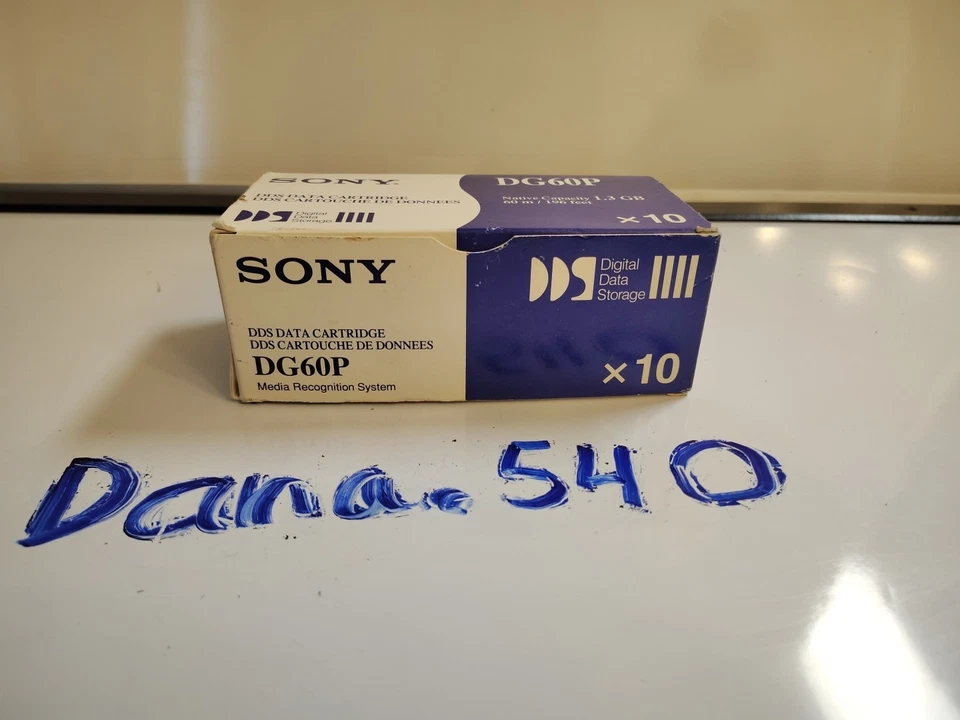 SONY.
DDS DATA CARTRIDGE
DDS CARTOUCHE DE DONNEES
DDS Digital Data Storage
DG60P
Native Capacity 1.3 GB
60 m / 196 feet
x10
SONY
DDS DATA CARTRIDGE
DDS CARTOUCHE DE DONNEES
DG60P
Media Recognition System
DDS Digital
Data
Storage
x10
Dana.540